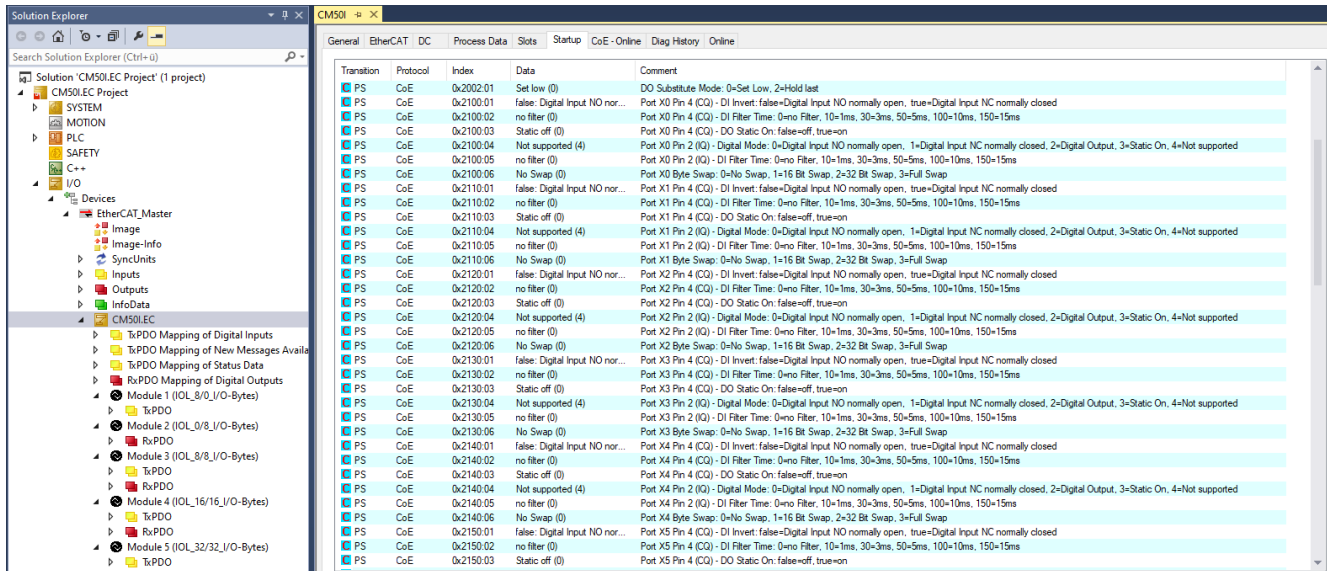 Solution Explorer
Search Solution Explorer (Ctrl+ü)
Solution 'CM50I.EC Project' (1 project)
CM50I.EC Project
SYSTEM
MOTION
PLC
SAFETY
C++
I/O
Devices
EtherCAT_Master
Image
Image-Info
SyncUnits
Inputs
Outputs
InfoData
CM50I.EC
TxPDO Mapping of Digital Inputs
TxPDO Mapping of New Messages Availa
TxPDO Mapping of Status Data
RxPDO Mapping of Digital Outputs
Module 1 (IOL_8/0_I/O-Bytes)
TxPDO
Module 2 (IOL_0/8_I/O-Bytes)
RxPDO
Module 3 (IOL_8/8_I/O-Bytes)
TxPDO
RxPDO
Module 4 (IOL_16/16_I/O-Bytes)
TxPDO
RxPDO
Module 5 (IOL_32/32_I/O-Bytes)
TxPDO
CM50I
General EtherCAT DC Process Data Slots Startup CoE - Online Diag History Online
Transition Protocol Index Data Comment
C PS CoE 0x2002:01 Set low (0) DO Substitute Mode: 0=Set Low, 2=Hold last
C PS CoE 0x2100:01 false: Digital Input NO nor... Port X0 Pin 4 (CQ) - DI Invert: false=Digital Input NO normally open, true=Digital Input NC normally closed
C PS CoE 0x2100:02 no filter (0) Port X0 Pin 4 (CQ) - DI Filter Time: 0=no Filter, 10=1ms, 30=3ms, 50=5ms, 100=10ms, 150=15ms
C PS CoE 0x2100:03 Static off (0) Port X0 Pin 4 (CQ) - DO Static On: false=off, true=on
C PS CoE 0x2100:04 Not supported (4) Port X0 Pin 2 (IQ) - Digital Mode: 0=Digital Input NO normally open, 1=Digital Input NC normally closed, 2=Digital Output, 3=Static On, 4=Not supported
C PS CoE 0x2100:05 no filter (0) Port X0 Pin 2 (IQ) - DI Filter Time: 0=no Filter, 10=1ms, 30=3ms, 50=5ms, 100=10ms, 150=15ms
C PS CoE 0x2100:06 No Swap (0) Port X0 Byte Swap: 0=No Swap, 1=16 Bit Swap, 2=32 Bit Swap, 3=Full Swap
C PS CoE 0x2110:01 false: Digital Input NO nor... Port X1 Pin 4 (CQ) - DI Invert: false=Digital Input NO normally open, true=Digital Input NC normally closed
C PS CoE 0x2110:02 no filter (0) Port X1 Pin 4 (CQ) - DI Filter Time: 0=no Filter, 10=1ms, 30=3ms, 50=5ms, 100=10ms, 150=15ms
C PS CoE 0x2110:03 Static off (0) Port X1 Pin 4 (CQ) - DO Static On: false=off, true=on
C PS CoE 0x2110:04 Not supported (4) Port X1 Pin 2 (IQ) - Digital Mode: 0=Digital Input NO normally open, 1=Digital Input NC normally closed, 2=Digital Output, 3=Static On, 4=Not supported
C PS CoE 0x2110:05 no filter (0) Port X1 Pin 2 (IQ) - DI Filter Time: 0=no Filter, 10=1ms, 30=3ms, 50=5ms, 100=10ms, 150=15ms
C PS CoE 0x2110:06 No Swap (0) Port X1 Byte Swap: 0=No Swap, 1=16 Bit Swap, 2=32 Bit Swap, 3=Full Swap
C PS CoE 0x2120:01 false: Digital Input NO nor... Port X2 Pin 4 (CQ) - DI Invert: false=Digital Input NO normally open, true=Digital Input NC normally closed
C PS CoE 0x2120:02 no filter (0) Port X2 Pin 4 (CQ) - DI Filter Time: 0=no Filter, 10=1ms, 30=3ms, 50=5ms, 100=10ms, 150=15ms
C PS CoE 0x2120:03 Static off (0) Port X2 Pin 4 (CQ) - DO Static On: false=off, true=on
C PS CoE 0x2120:04 Not supported (4) Port X2 Pin 2 (IQ) - Digital Mode: 0=Digital Input NO normally open, 1=Digital Input NC normally closed, 2=Digital Output, 3=Static On, 4=Not supported
C PS CoE 0x2120:05 no filter (0) Port X2 Pin 2 (IQ) - DI Filter Time: 0=no Filter, 10=1ms, 30=3ms, 50=5ms, 100=10ms, 150=15ms
C PS CoE 0x2120:06 No Swap (0) Port X2 Byte Swap: 0=No Swap, 1=16 Bit Swap, 2=32 Bit Swap, 3=Full Swap
C PS CoE 0x2130:01 false: Digital Input NO nor... Port X3 Pin 4 (CQ) - DI Invert: false=Digital Input NO normally open, true=Digital Input NC normally closed
C PS CoE 0x2130:02 no filter (0) Port X3 Pin 4 (CQ) - DI Filter Time: 0=no Filter, 10=1ms, 30=3ms, 50=5ms, 100=10ms, 150=15ms
C PS CoE 0x2130:03 Static off (0) Port X3 Pin 4 (CQ) - DO Static On: false=off, true=on
C PS CoE 0x2130:04 Not supported (4) Port X3 Pin 2 (IQ) - Digital Mode: 0=Digital Input NO normally open, 1=Digital Input NC normally closed, 2=Digital Output, 3=Static On, 4=Not supported
C PS CoE 0x2130:05 no filter (0) Port X3 Pin 2 (IQ) - DI Filter Time: 0=no Filter, 10=1ms, 30=3ms, 50=5ms, 100=10ms, 150=15ms
C PS CoE 0x2130:06 No Swap (0) Port X3 Byte Swap: 0=No Swap, 1=16 Bit Swap, 2=32 Bit Swap, 3=Full Swap
C PS CoE 0x2140:01 false: Digital Input NO nor... Port X4 Pin 4 (CQ) - DI Invert: false=Digital Input NO normally open, true=Digital Input NC normally closed
C PS CoE 0x2140:02 no filter (0) Port X4 Pin 4 (CQ) - DI Filter Time: 0=no Filter, 10=1ms, 30=3ms, 50=5ms, 100=10ms, 150=15ms
C PS CoE 0x2140:03 Static off (0) Port X4 Pin 4 (CQ) - DO Static On: false=off, true=on
C PS CoE 0x2140:04 Not supported (4) Port X4 Pin 2 (IQ) - Digital Mode: 0=Digital Input NO normally open, 1=Digital Input NC normally closed, 2=Digital Output, 3=Static On, 4=Not supported
C PS CoE 0x2140:05 no filter (0) Port X4 Pin 2 (IQ) - DI Filter Time: 0=no Filter, 10=1ms, 30=3ms, 50=5ms, 100=10ms, 150=15ms
C PS CoE 0x2140:06 No Swap (0) Port X4 Byte Swap: 0=No Swap, 1=16 Bit Swap, 2=32 Bit Swap, 3=Full Swap
C PS CoE 0x2150:01 false: Digital Input NO nor... Port X5 Pin 4 (CQ) - DI Invert: false=Digital Input NO normally open, true=Digital Input NC normally closed
C PS CoE 0x2150:02 no filter (0) Port X5 Pin 4 (CQ) - DI Filter Time: 0=no Filter, 10=1ms, 30=3ms, 50=5ms, 100=10ms, 150=15ms
C PS CoE 0x2150:03 Static off (0) Port X5 Pin 4 (CQ) - DO Static On: false=off, true=on